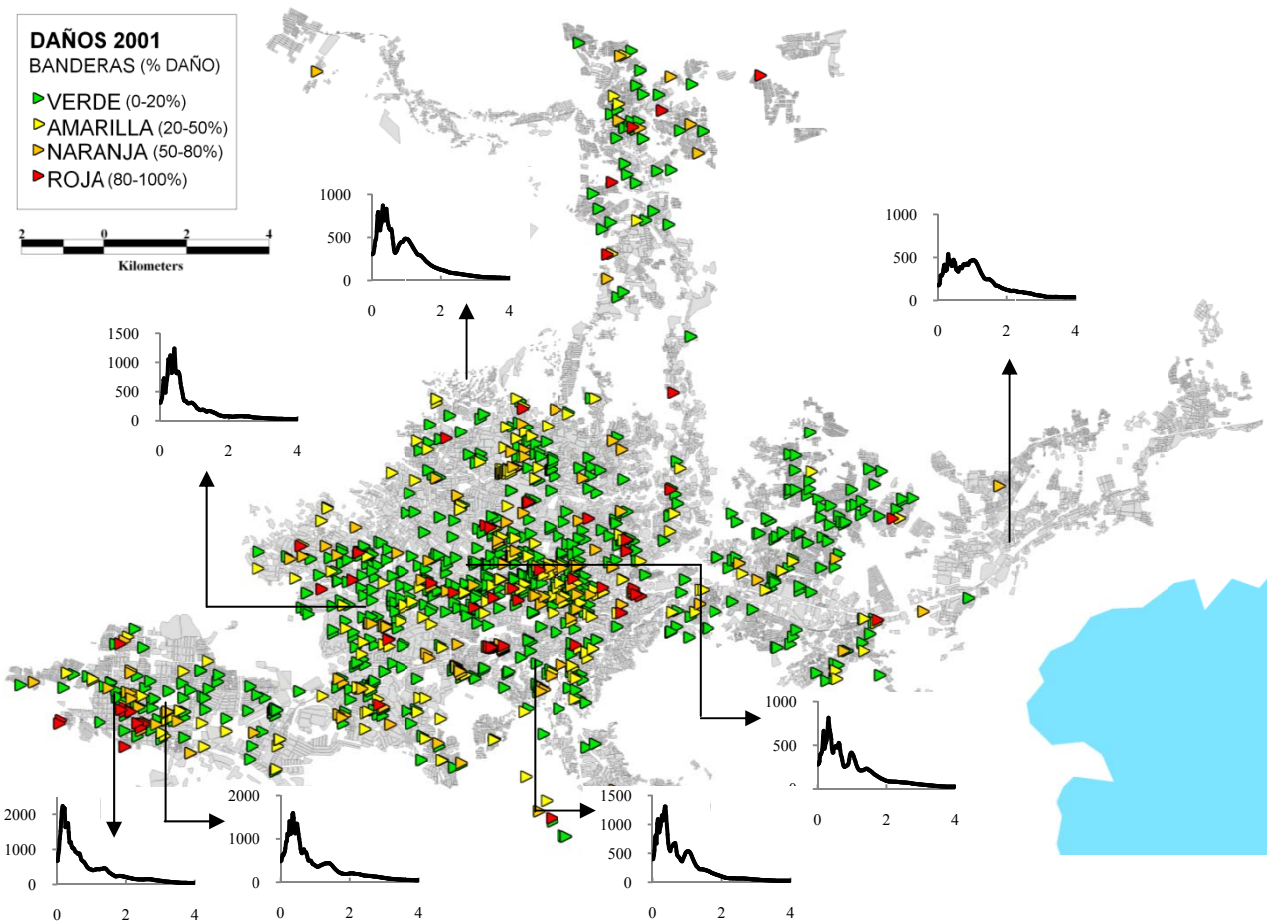 DAÑOS 2001
BANDERAS (% DAÑO)
VERDE (0-20%)
AMARILLA (20-50%)
NARANJA (50-80%)
ROJA (80-100%)
2 0 2 4
Kilometers
1000
500
0
0 2 4
1000
500
0
0 2 4
1500
1000
500
0
0 2 4
1000
500
0
0 2 4
2000
1000
0
0 2 4
2000
1000
0
0 2 4
1500
1000
500
0
0 2 4